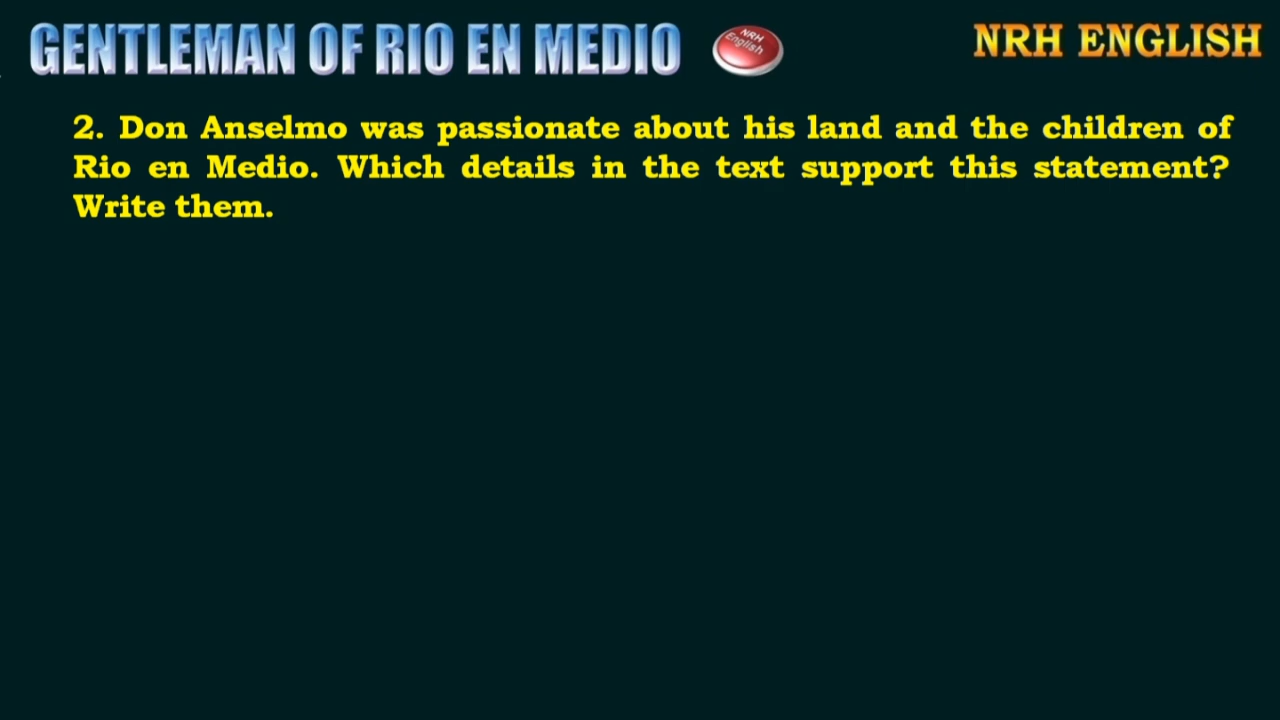 GENTLEMAN OF RIO EN MEDIO
NRH
English
NRH ENGLISH
2. Don Anselmo was passionate about his land and the children of
Rio en Medio. Which details in the text support this statement?
Write them.